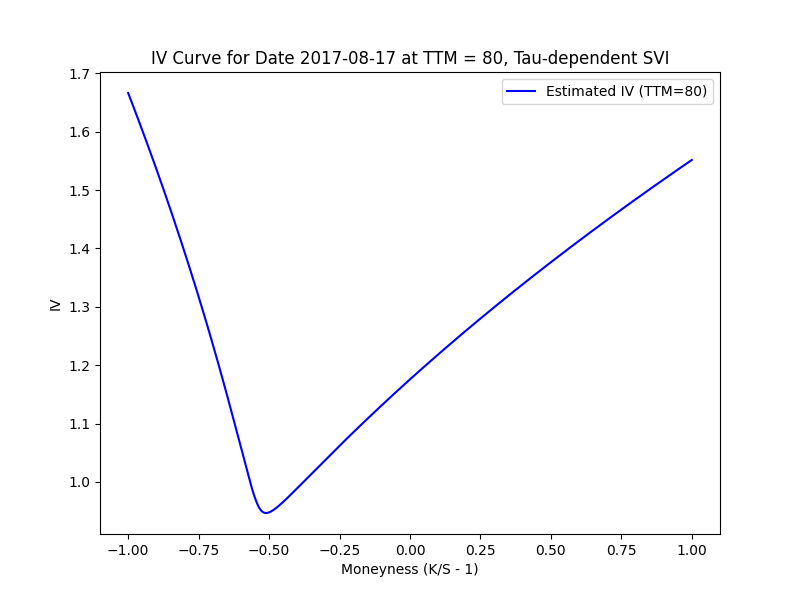 IV Curve for Date 2017-08-17 at TTM = 80, Tau-dependent SVI
Estimated IV (TTM=80)
IV
1.7
1.6
1.5
1.4
1.3
1.2
1.1
1.0
−1.00 −0.75 −0.50 −0.25 0.00 0.25 0.50 0.75 1.00
Moneyness (K/S - 1)